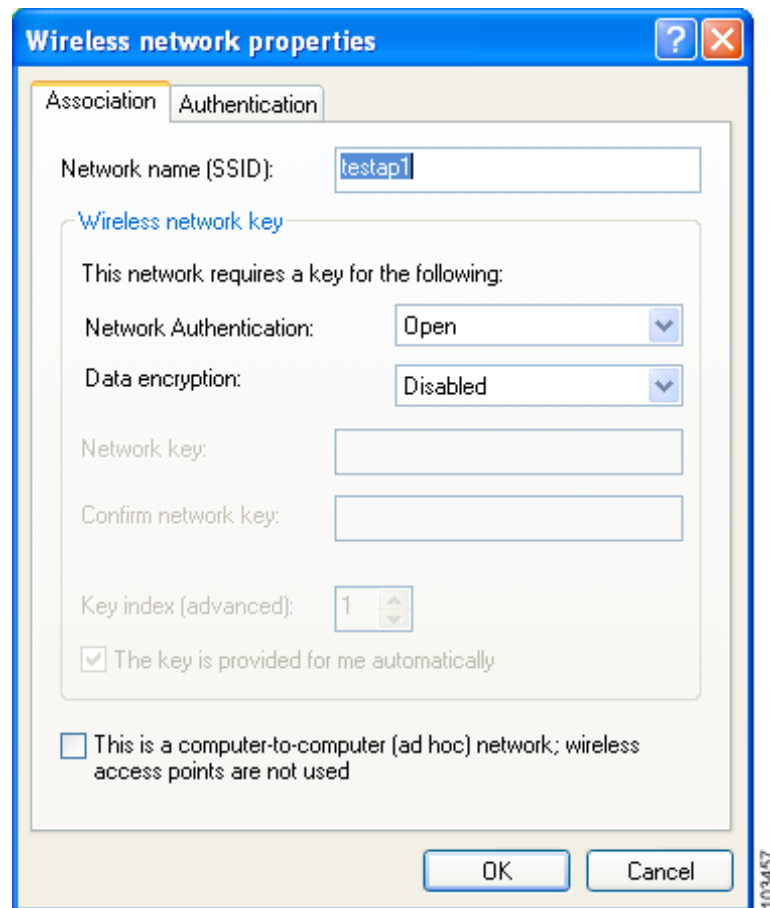 Wireless network properties
Association
Authentication
Network name (SSID):
testap1
Wireless network key
This network requires a key for the following:
Network Authentication:
Open
Data encryption:
Disabled
Network key:
Confirm network key:
Key index (advanced):
1
The key is provided for me automatically
This is a computer-to-computer (ad hoc) network; wireless
access points are not used
OK
Cancel
103457